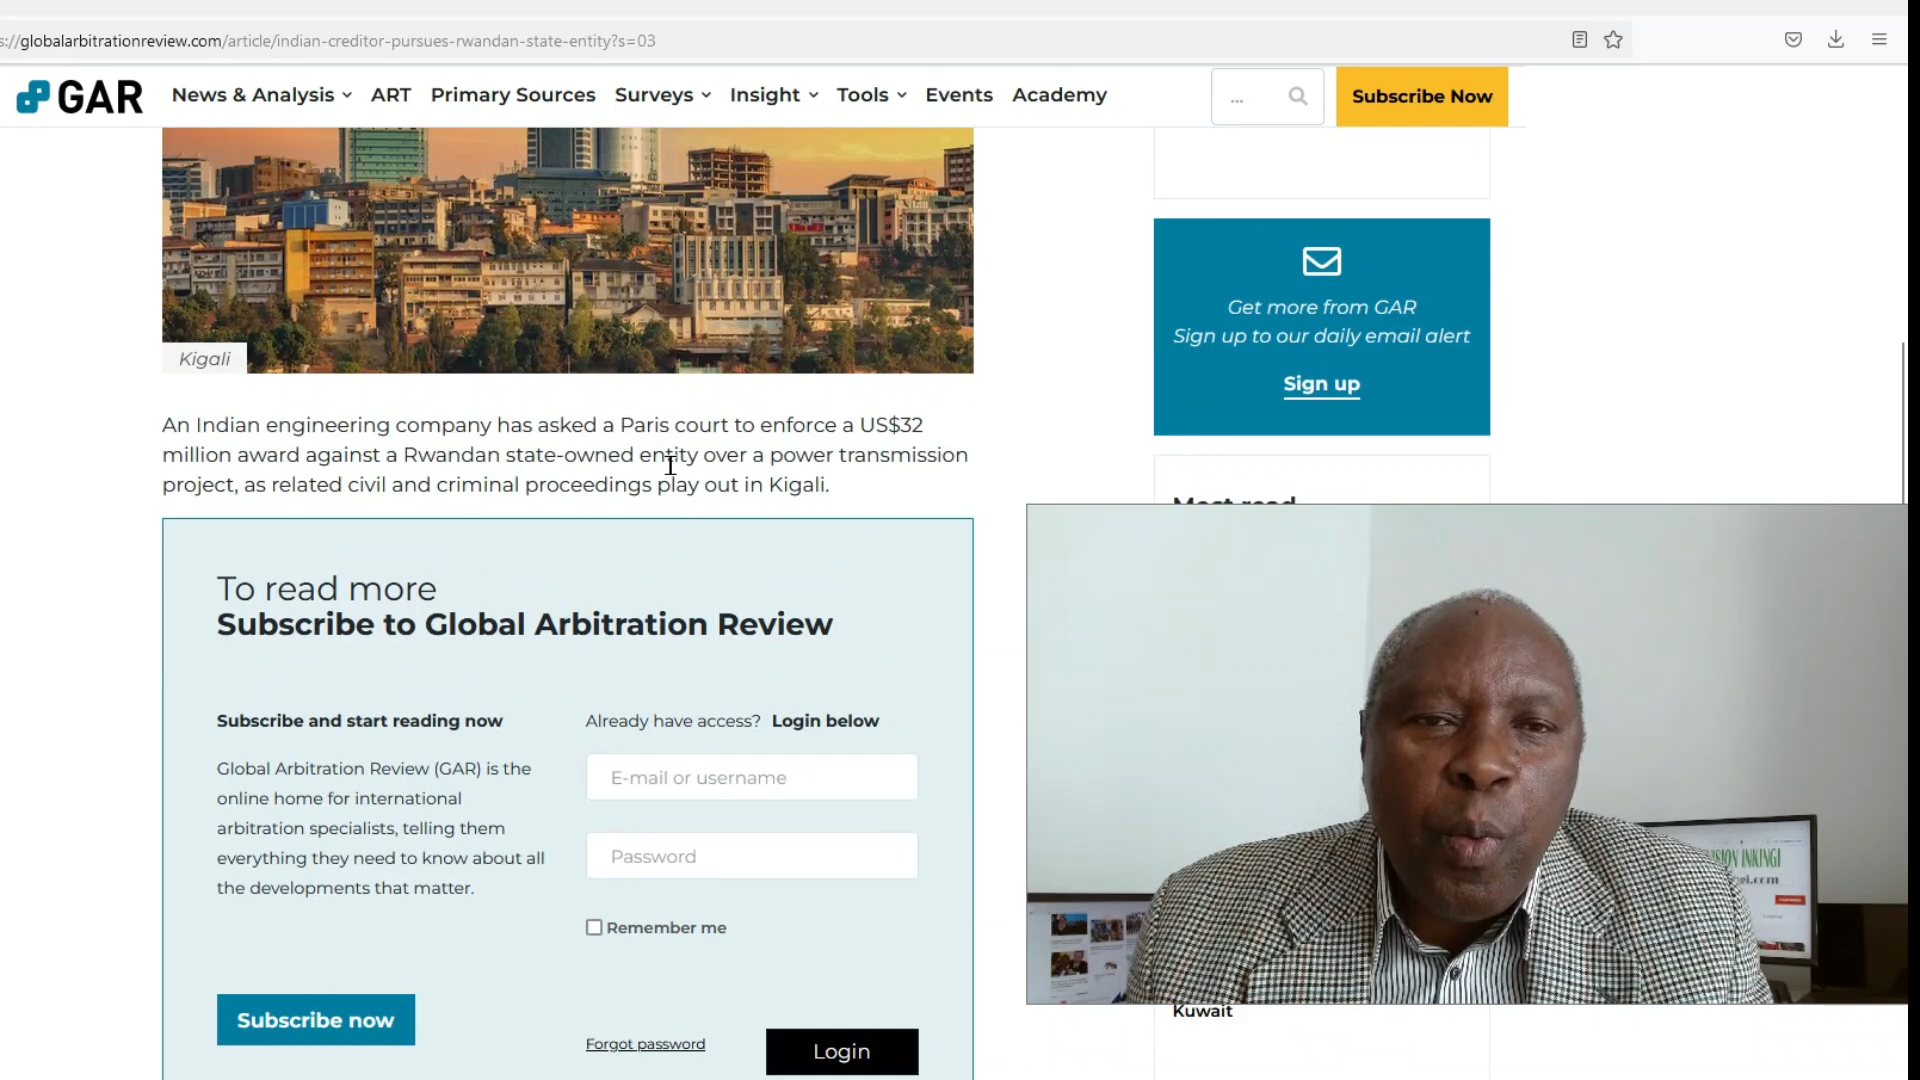 s://globalarbitrationreview.com/article/indian-creditor-pursues-rwandan-state-entity?s=03
GAR
News & Analysis
ART
Primary Sources
Surveys
Insight
Tools
Events
Academy
...
Subscribe Now
Kigali
Get more from GAR
Sign up to our daily email alert
Sign up
An Indian engineering company has asked a Paris court to enforce a US$32
million award against a Rwandan state-owned entity over a power transmission
project, as related civil and criminal proceedings play out in Kigali.
Most read
To read more
Subscribe to Global Arbitration Review
Subscribe and start reading now
Global Arbitration Review (GAR) is the
online home for international
arbitration specialists, telling them
everything they need to know about all
the developments that matter.
Subscribe now
Already have access? Login below
E-mail or username
Password
Remember me
Forgot password
Login
INKINGI
Kuwait